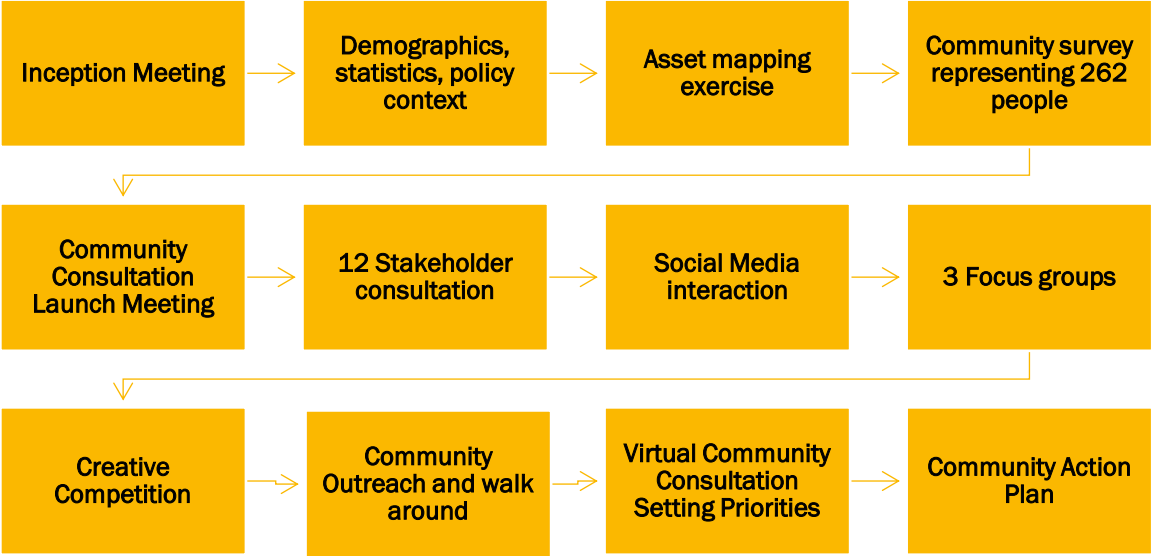 Inception Meeting
Demographics,
statistics, policy
context
Asset mapping
exercise
Community survey
representing 262
people
Community
Consultation
Launch Meeting
12 Stakeholder
consultation
Social Media
interaction
3 Focus groups
Creative
Competition
Community
Outreach and walk
around
Virtual Community
Consultation
Setting Priorities
Community Action
Plan